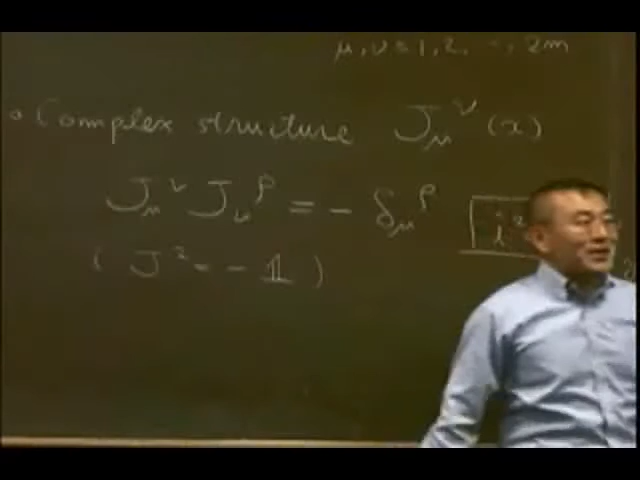 μ, ν = 1, 2, ⋯, 2m
∘ Complex structure J_μ^ν (x)
J_μ^ν J_ν^ρ = − δ_μ^ρ
i²
( J² = − 𝟙 )